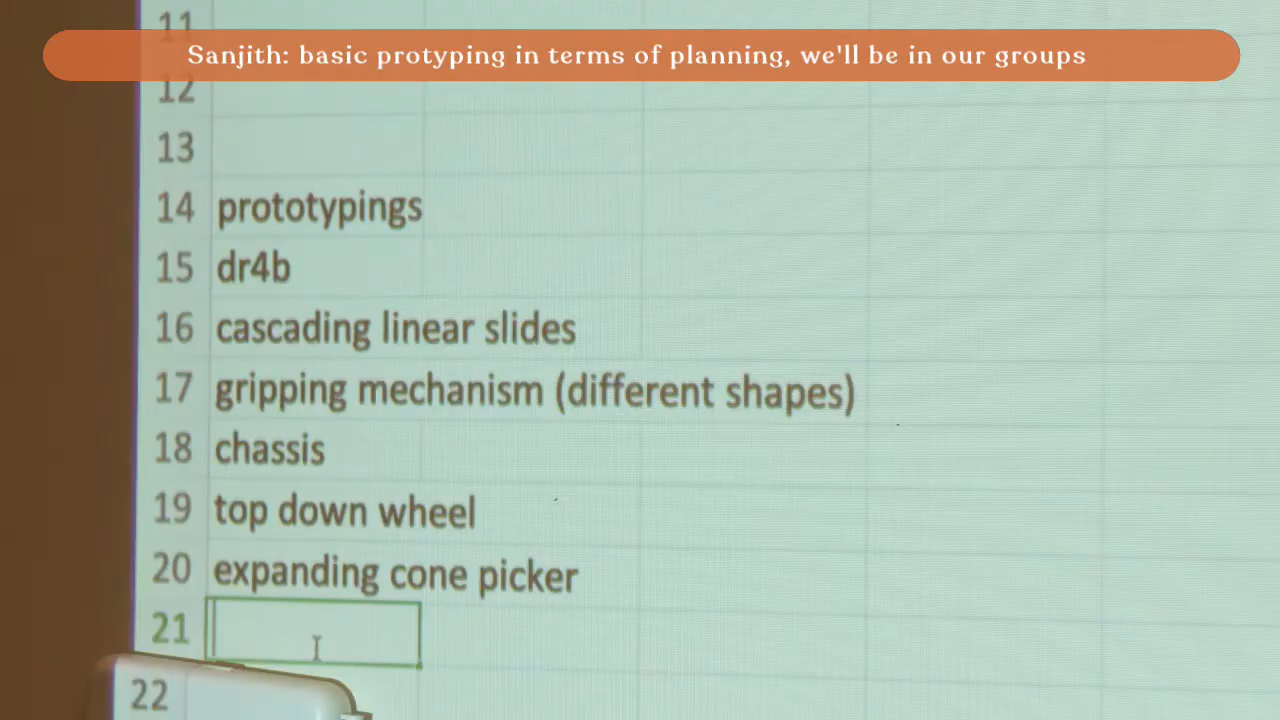 11
Sanjith: basic protyping in terms of planning, we'll be in our groups
12
13
14 prototypings
15 dr4b
16 cascading linear slides
17 gripping mechanism (different shapes)
18 chassis
19 top down wheel
20 expanding cone picker
21
22